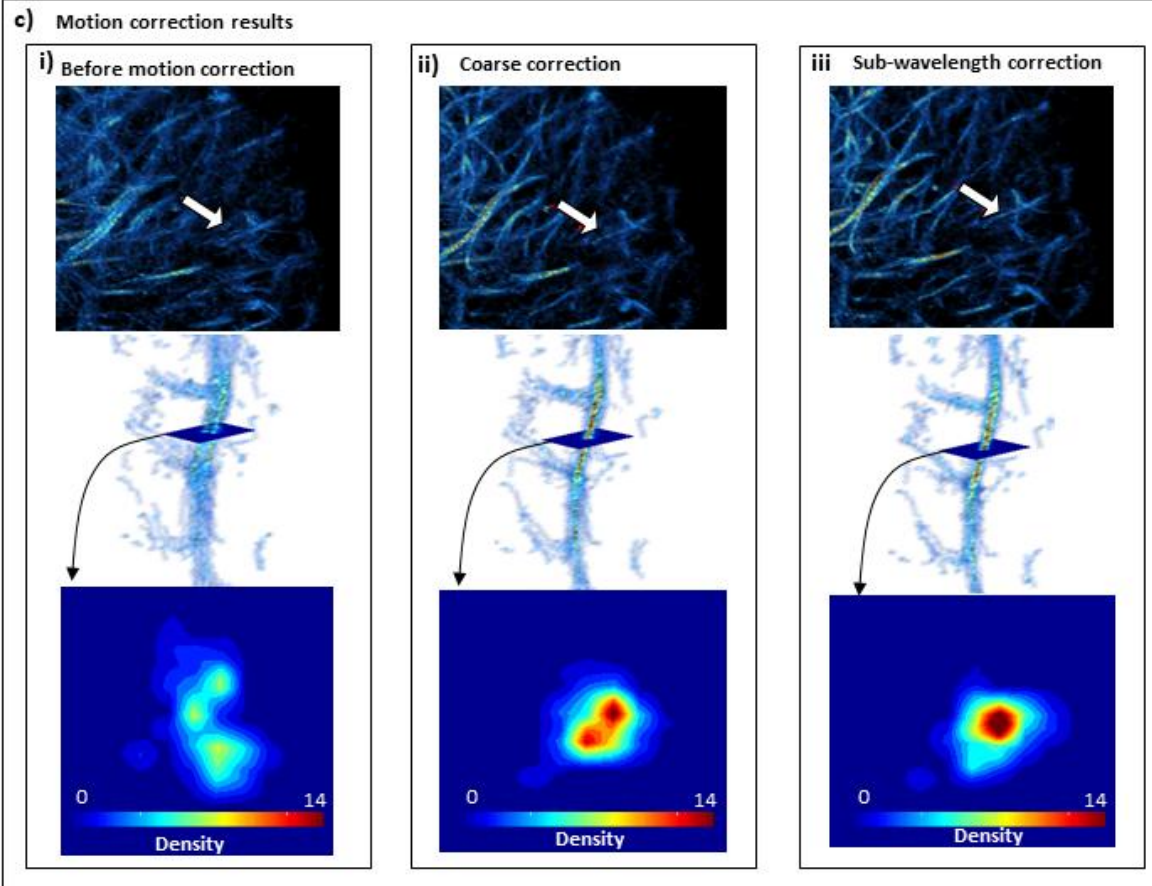 c) Motion correction results
i) Before motion correction
0 14
Density
ii) Coarse correction
0 14
Density
iii Sub-wavelength correction
0 14
Density